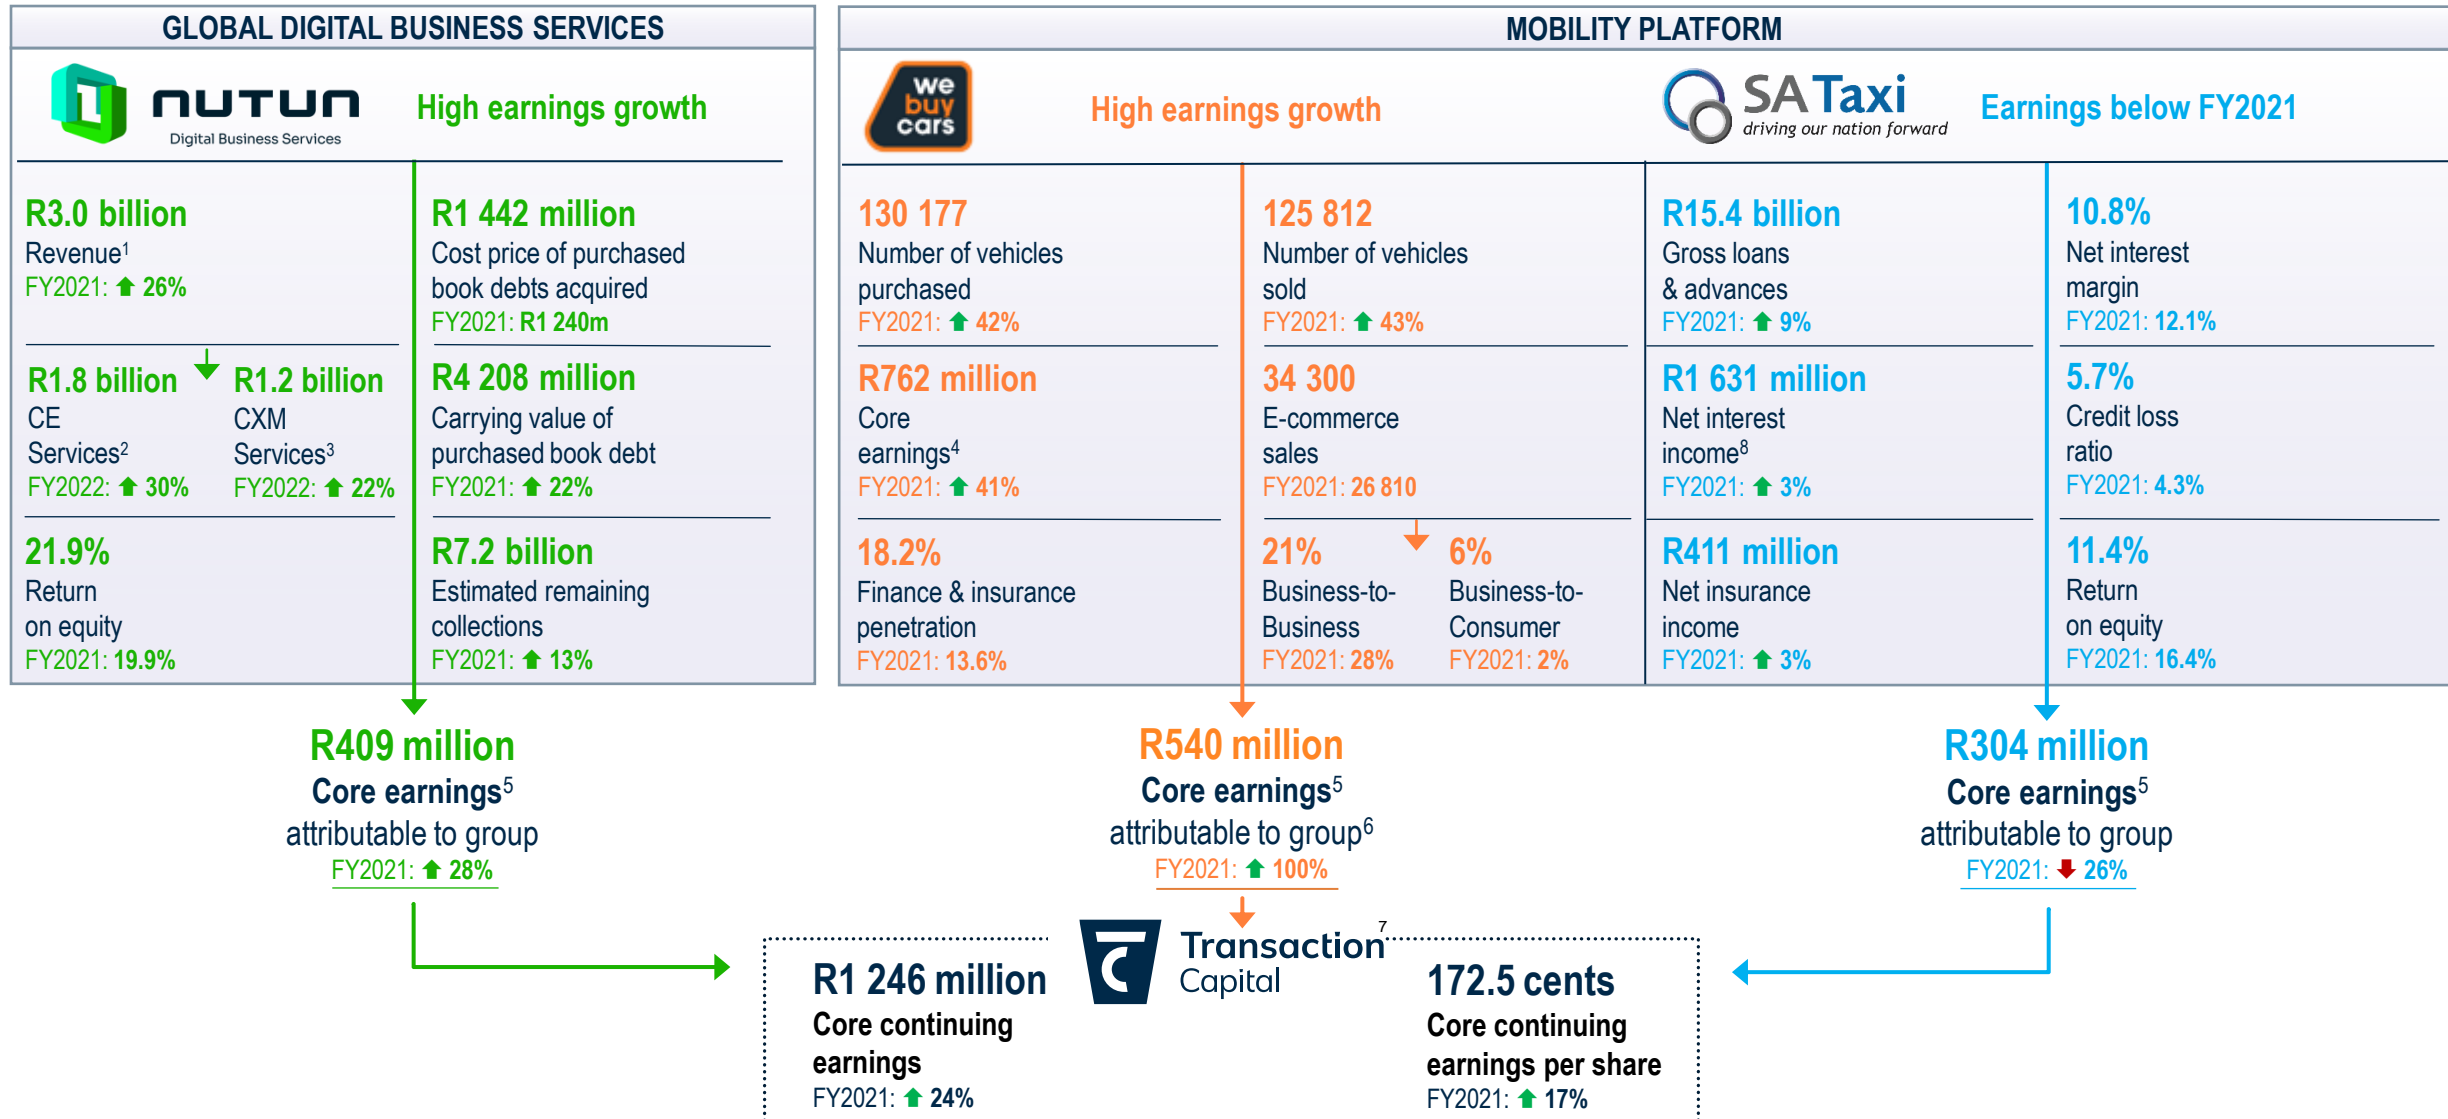 GLOBAL DIGITAL BUSINESS SERVICES
nutun
Digital Business Services
High earnings growth
R3.0 billion
Revenue¹
FY2021: ⬆ 26%
R1 442 million
Cost price of purchased
book debts acquired
FY2021: R1 240m
R1.8 billion
CE
Services²
FY2022: ⬆ 30%
R1.2 billion
CXM
Services³
FY2022: ⬆ 22%
R4 208 million
Carrying value of
purchased book debt
FY2021: ⬆ 22%
21.9%
Return
on equity
FY2021: 19.9%
R7.2 billion
Estimated remaining
collections
FY2021: ⬆ 13%
R409 million
Core earnings⁵
attributable to group
FY2021: ⬆ 28%
MOBILITY PLATFORM
we
buy
cars
High earnings growth
130 177
Number of vehicles
purchased
FY2021: ⬆ 42%
125 812
Number of vehicles
sold
FY2021: ⬆ 43%
R762 million
Core
earnings⁴
FY2021: ⬆ 41%
34 300
E-commerce
sales
FY2021: 26 810
18.2%
Finance & insurance
penetration
FY2021: 13.6%
21%
Business-to-
Business
FY2021: 28%
6%
Business-to-
Consumer
FY2021: 2%
R540 million
Core earnings⁵
attributable to group⁶
FY2021: ⬆ 100%
SA Taxi
driving our nation forward
Earnings below FY2021
R15.4 billion
Gross loans
& advances
FY2021: ⬆ 9%
10.8%
Net interest
margin
FY2021: 12.1%
R1 631 million
Net interest
income⁸
FY2021: ⬆ 3%
5.7%
Credit loss
ratio
FY2021: 4.3%
R411 million
Net insurance
income
FY2021: ⬆ 3%
11.4%
Return
on equity
FY2021: 16.4%
R304 million
Core earnings⁵
attributable to group
FY2021: ⬇ 26%
Transaction⁷
Capital
R1 246 million
Core continuing
earnings
FY2021: ⬆ 24%
172.5 cents
Core continuing
earnings per share
FY2021: ⬆ 17%